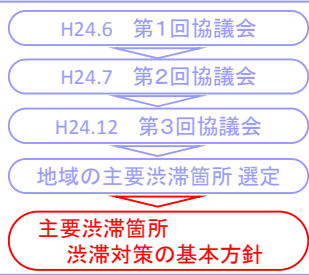 H24.6　第１回協議会
H24.7　第２回協議会
H24.12　第３回協議会
地域の主要渋滞箇所 選定
主要渋滞箇所
渋滞対策の基本方針